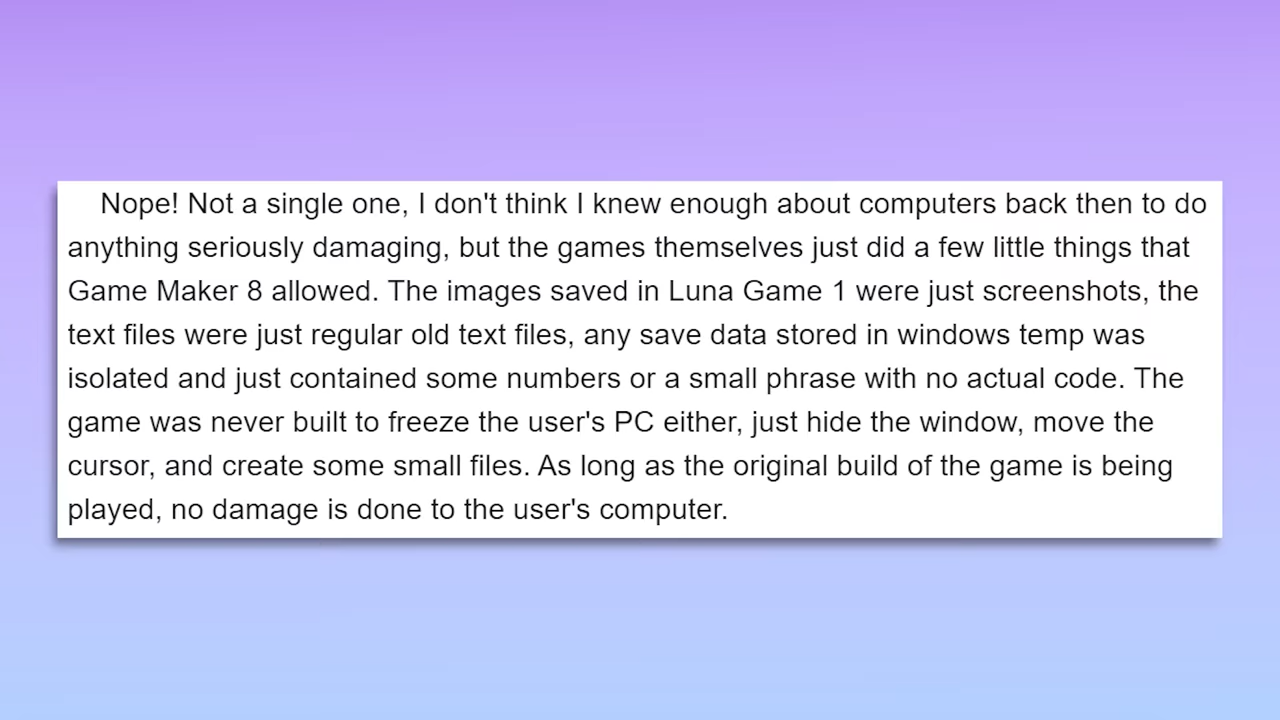 Nope! Not a single one, I don't think I knew enough about computers back then to do
anything seriously damaging, but the games themselves just did a few little things that
Game Maker 8 allowed. The images saved in Luna Game 1 were just screenshots, the
text files were just regular old text files, any save data stored in windows temp was
isolated and just contained some numbers or a small phrase with no actual code. The
game was never built to freeze the user's PC either, just hide the window, move the
cursor, and create some small files. As long as the original build of the game is being
played, no damage is done to the user's computer.